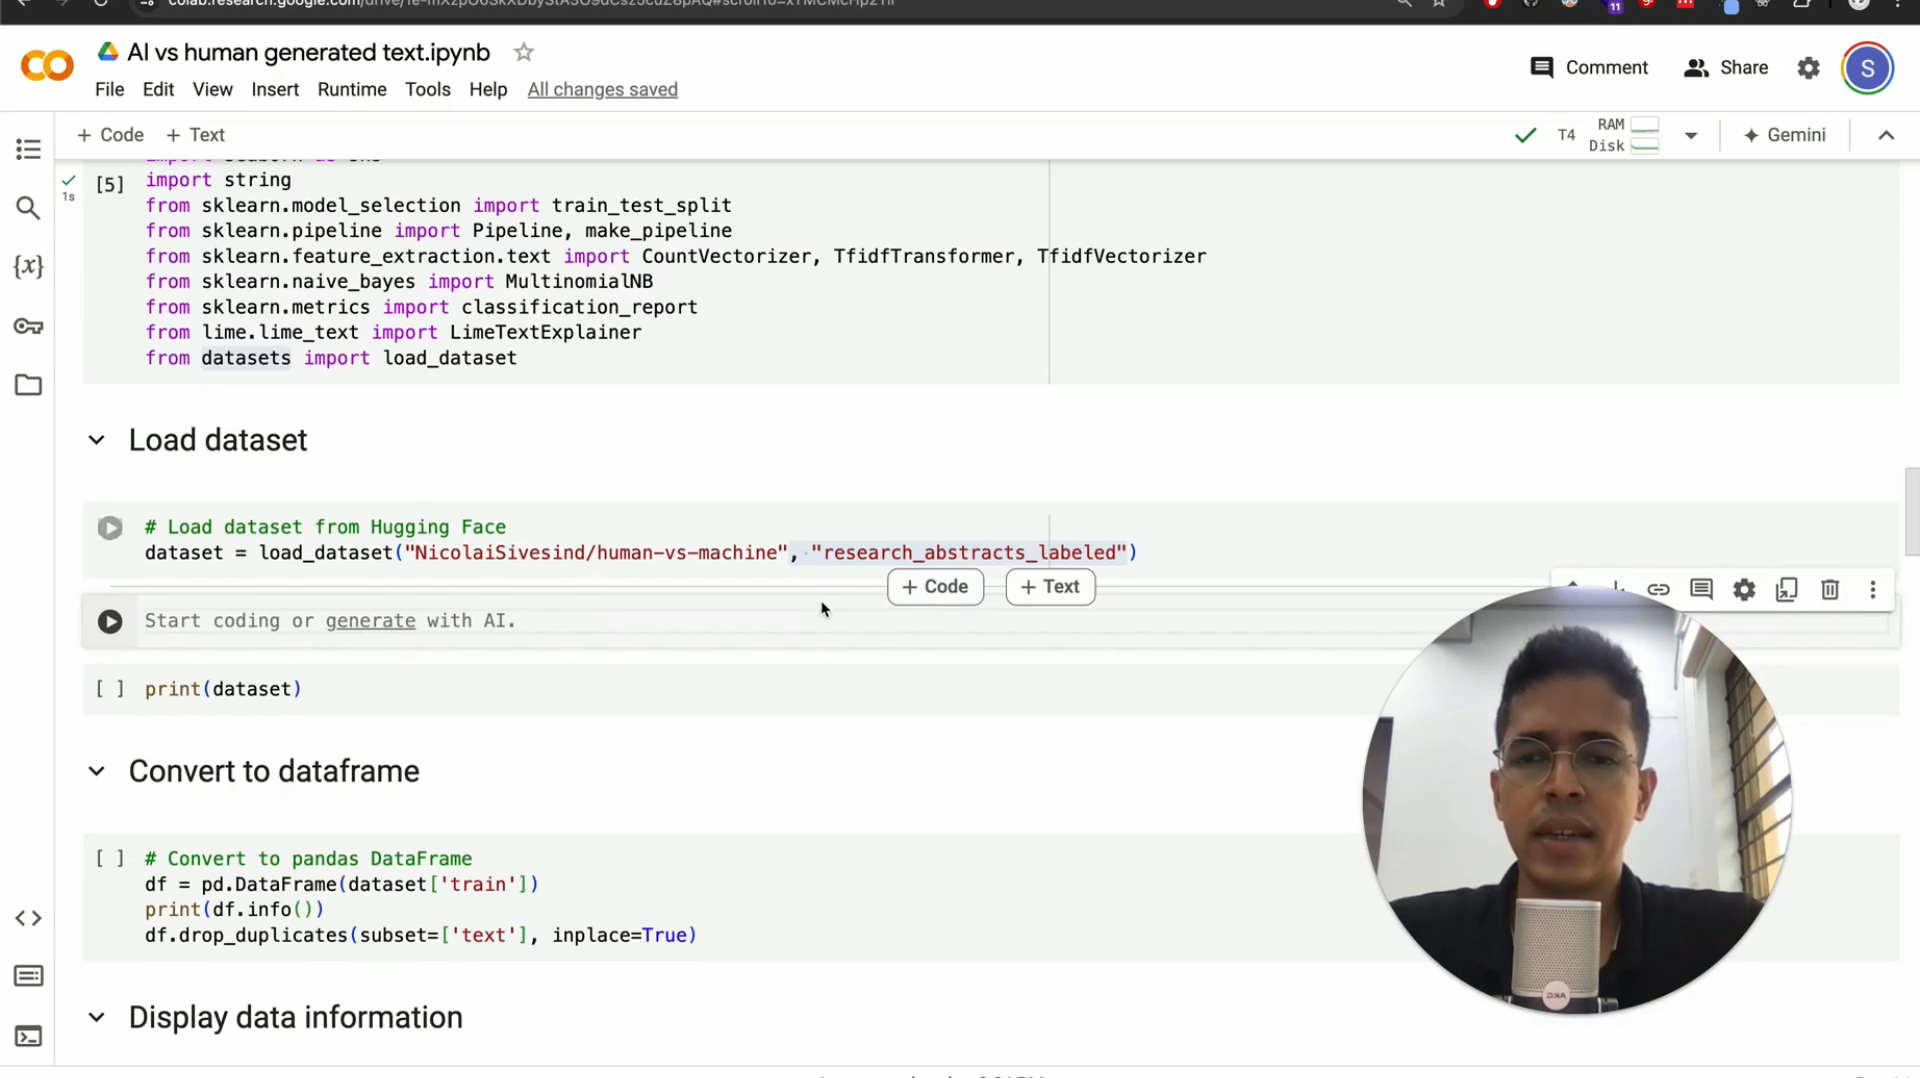 AI vs human generated text.ipynb
Comment
Share
S
File Edit View Insert Runtime Tools Help All changes saved
+ Code + Text
T4
RAM
Disk
Gemini
11
1s
[5]
import string
from sklearn.model_selection import train_test_split
from sklearn.pipeline import Pipeline, make_pipeline
from sklearn.feature_extraction.text import CountVectorizer, TfidfTransformer, TfidfVectorizer
from sklearn.naive_bayes import MultinomialNB
from sklearn.metrics import classification_report
from lime.lime_text import LimeTextExplainer
from datasets import load_dataset
Load dataset
# Load dataset from Hugging Face
dataset = load_dataset("NicolaiSivesind/human-vs-machine", "research_abstracts_labeled")
+ Code + Text
Start coding or generate with AI.
[ ] print(dataset)
Convert to dataframe
[ ] # Convert to pandas DataFrame
df = pd.DataFrame(dataset['train'])
print(df.info())
df.drop_duplicates(subset=['text'], inplace=True)
Display data information